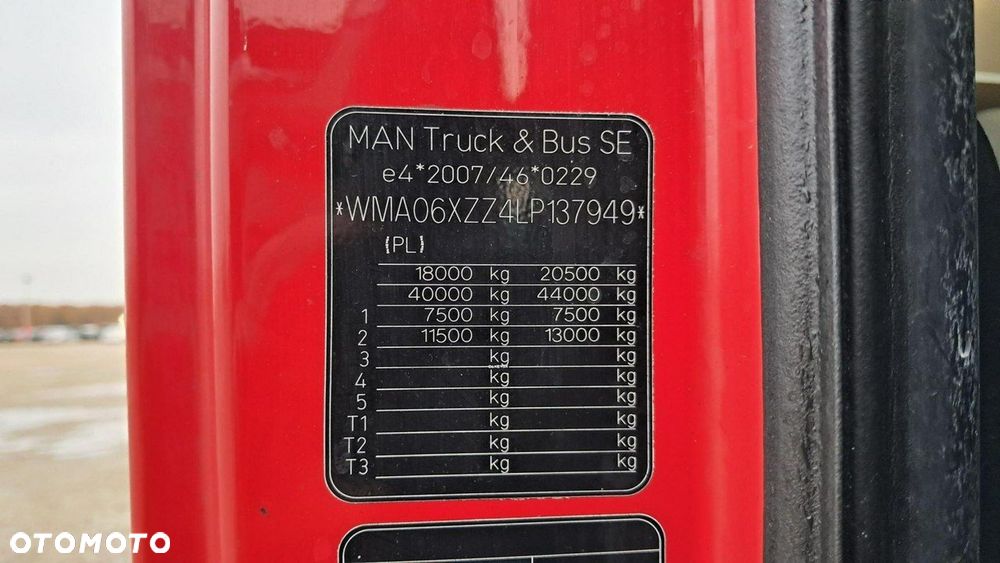 MAN Truck & Bus SE
e4*2007/46*0229
*WMA06XZZ4LP137949*
(PL)
18000 kg 20500 kg
40000 kg 44000 kg
1 7500 kg 7500 kg
2 11500 kg 13000 kg
3 kg kg
4 kg kg
5 kg kg
T1 kg kg
T2 kg kg
T3 kg kg
OTOMOTO